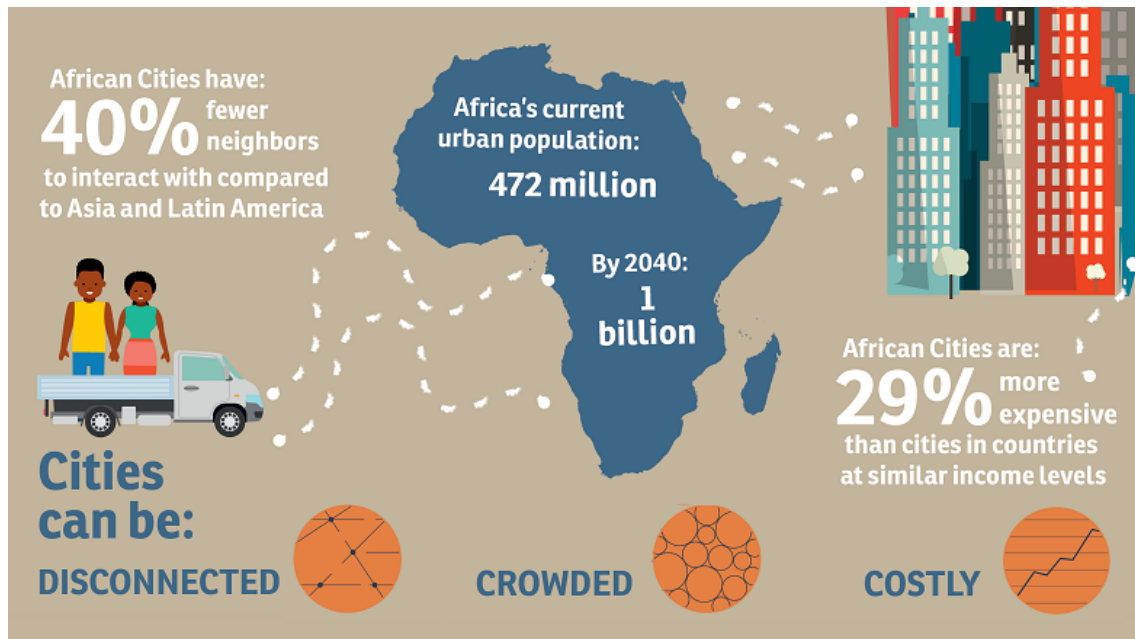 African Cities have:
40% fewer
neighbors
to interact with compared
to Asia and Latin America
Africa's current
urban population:
472 million
By 2040:
1
billion
African Cities are:
29% more
expensive
than cities in countries
at similar income levels
Cities
can be:
DISCONNECTED
CROWDED
COSTLY